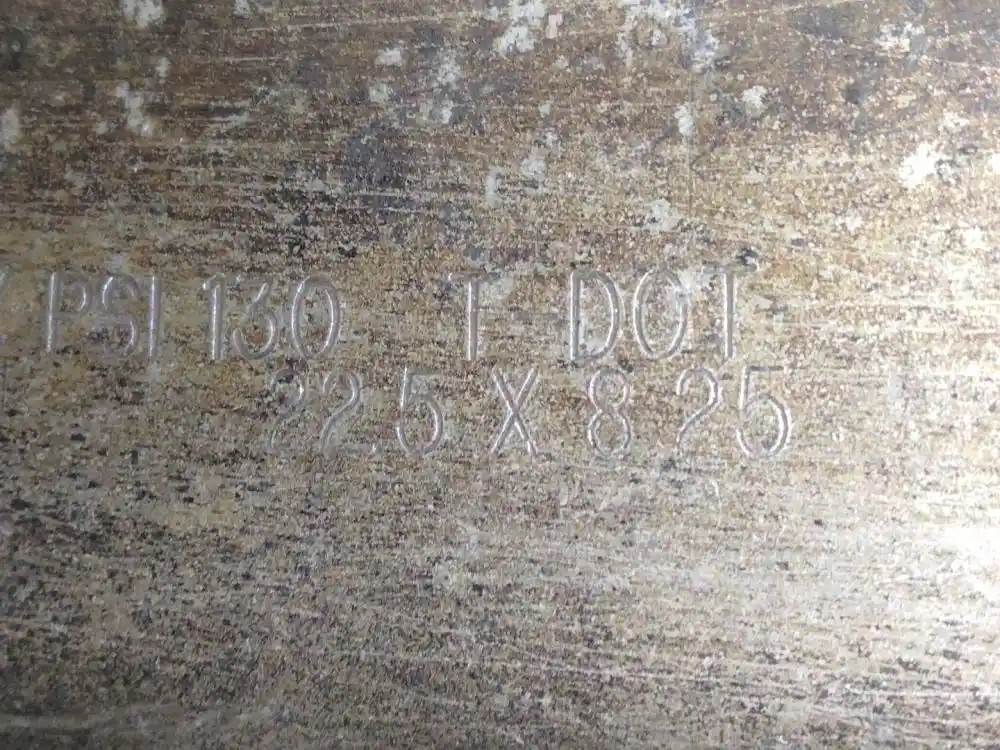 PSI 130 T DOT
22.5 X 8.25